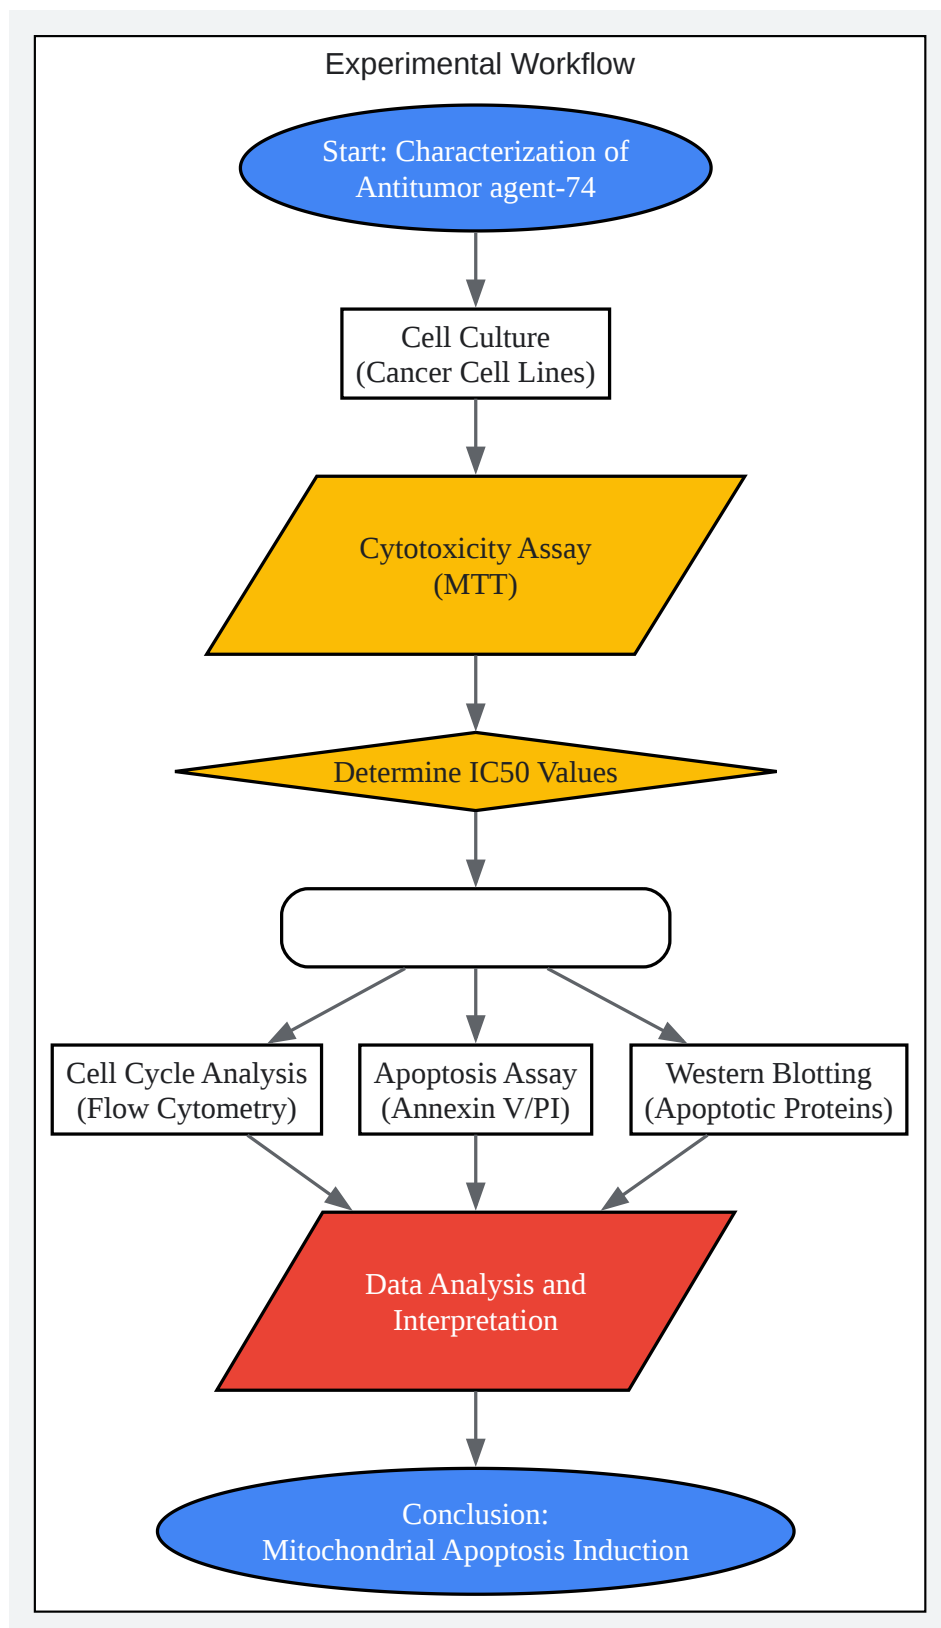 Experimental Workflow
Start: Characterization of
Antitumor agent-74
Cell Culture
(Cancer Cell Lines)
Cytotoxicity Assay
(MTT)
Determine IC50 Values
Cell Cycle Analysis
(Flow Cytometry)
Apoptosis Assay
(Annexin V/PI)
Western Blotting
(Apoptotic Proteins)
Data Analysis and
Interpretation
Conclusion:
Mitochondrial Apoptosis Induction